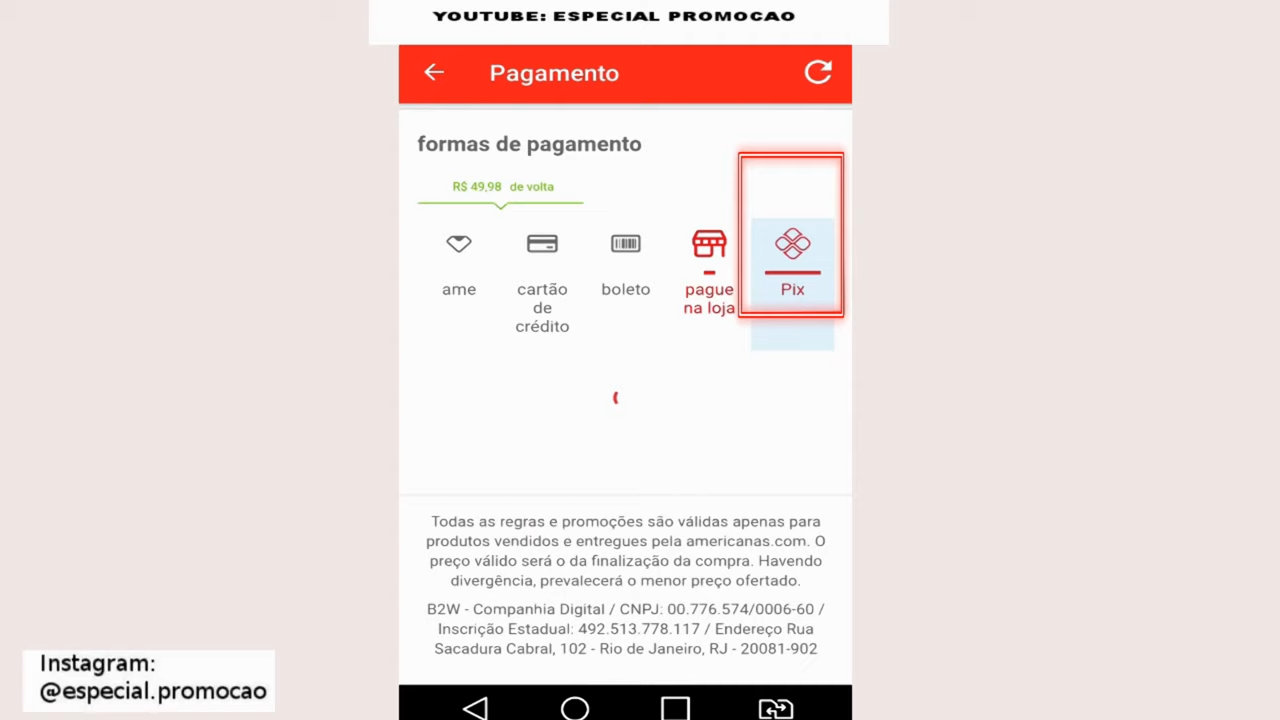 YOUTUBE: ESPECIAL PROMOCAO
Pagamento
formas de pagamento
R$ 49,98 de volta
ame
cartão
de
crédito
boleto
pague
na loja
Pix
Todas as regras e promoções são válidas apenas para
produtos vendidos e entregues pela americanas.com. O
preço válido será o da finalização da compra. Havendo
divergência, prevalecerá o menor preço ofertado.
B2W - Companhia Digital / CNPJ: 00.776.574/0006-60 /
Inscrição Estadual: 492.513.778.117 / Endereço Rua
Sacadura Cabral, 102 - Rio de Janeiro, RJ - 20081-902
Instagram:
@especial.promocao